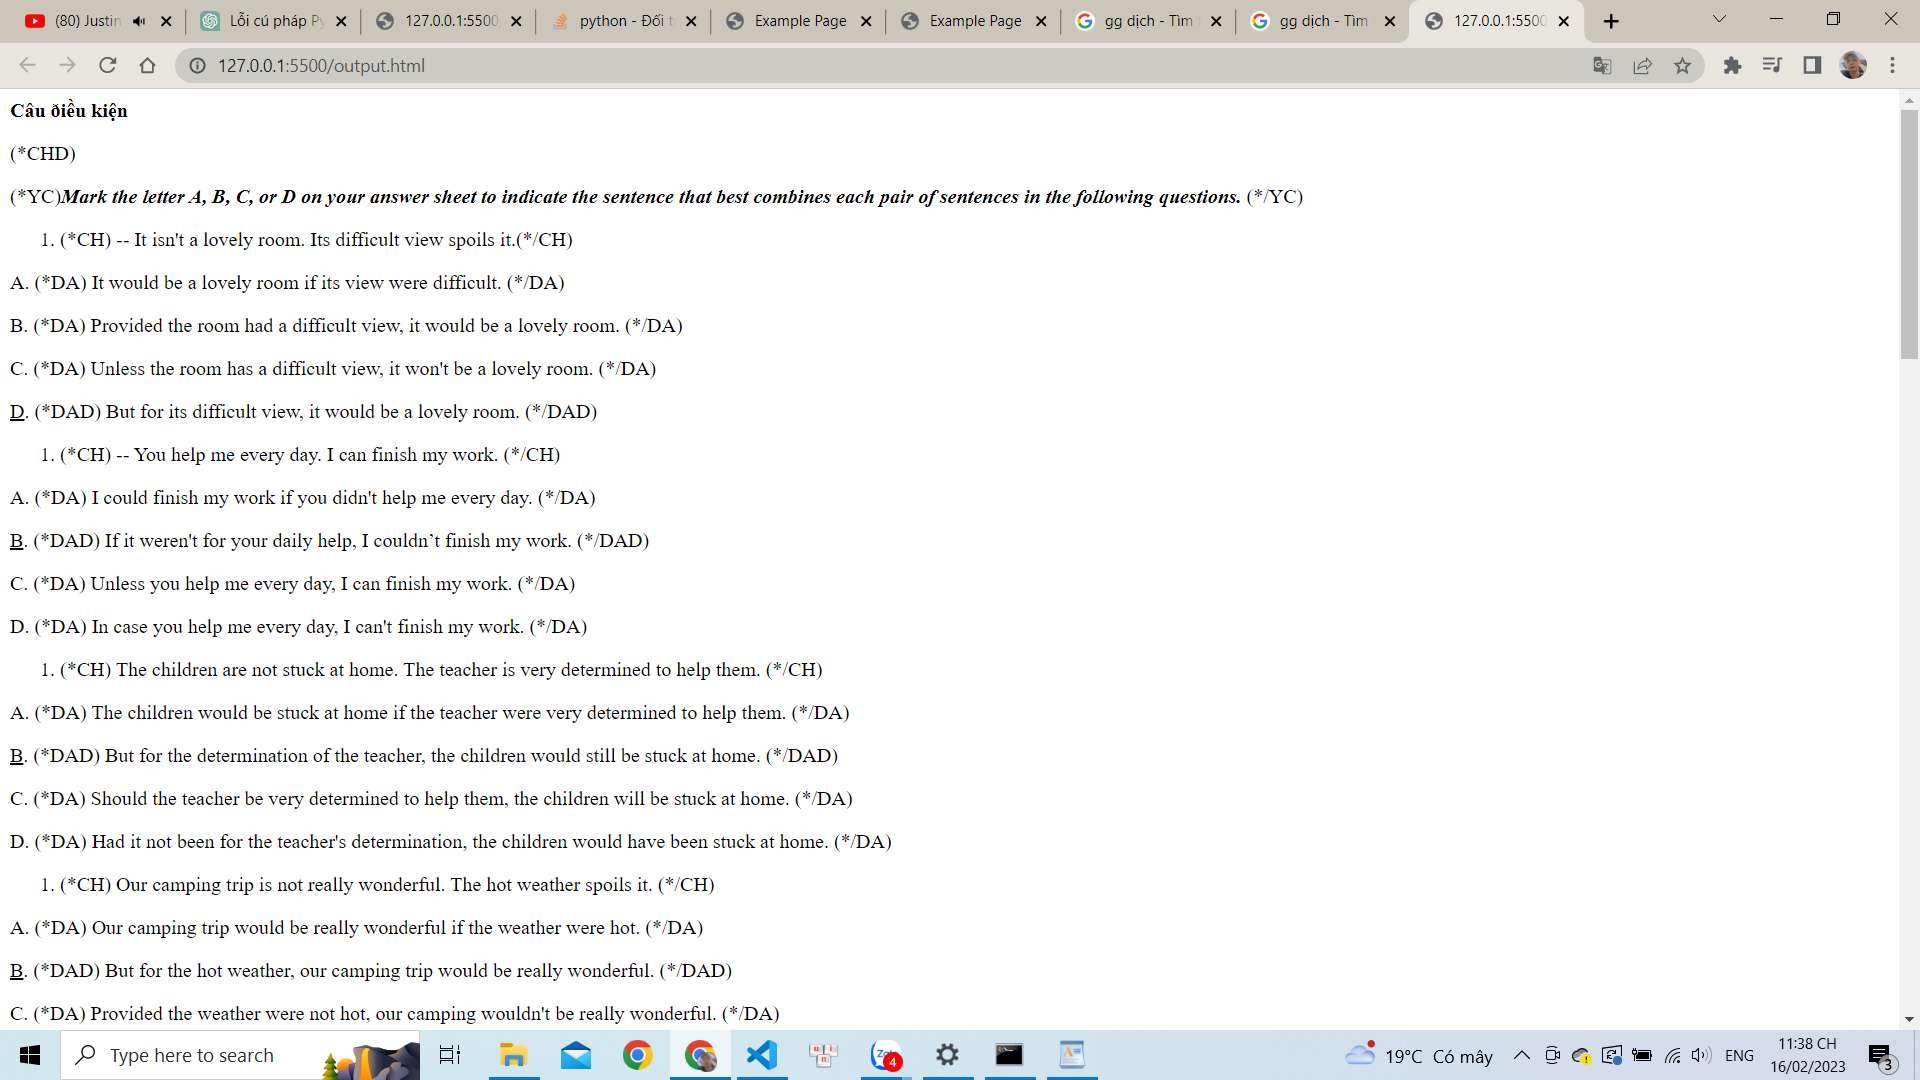 (80) Justin
Lỗi cú pháp Py
127.0.0.1:5500
python - Đối t
Example Page
Example Page
gg dịch - Tìm
gg dịch - Tìm
127.0.0.1:5500
127.0.0.1:5500/output.html
Câu ðiều kiện
(*CHD)
(*YC)Mark the letter A, B, C, or D on your answer sheet to indicate the sentence that best combines each pair of sentences in the following questions. (*/YC)
1. (*CH) -- It isn't a lovely room. Its difficult view spoils it.(*/CH)
A. (*DA) It would be a lovely room if its view were difficult. (*/DA)
B. (*DA) Provided the room had a difficult view, it would be a lovely room. (*/DA)
C. (*DA) Unless the room has a difficult view, it won't be a lovely room. (*/DA)
D. (*DAD) But for its difficult view, it would be a lovely room. (*/DAD)
1. (*CH) -- You help me every day. I can finish my work. (*/CH)
A. (*DA) I could finish my work if you didn't help me every day. (*/DA)
B. (*DAD) If it weren't for your daily help, I couldn’t finish my work. (*/DAD)
C. (*DA) Unless you help me every day, I can finish my work. (*/DA)
D. (*DA) In case you help me every day, I can't finish my work. (*/DA)
1. (*CH) The children are not stuck at home. The teacher is very determined to help them. (*/CH)
A. (*DA) The children would be stuck at home if the teacher were very determined to help them. (*/DA)
B. (*DAD) But for the determination of the teacher, the children would still be stuck at home. (*/DAD)
C. (*DA) Should the teacher be very determined to help them, the children will be stuck at home. (*/DA)
D. (*DA) Had it not been for the teacher's determination, the children would have been stuck at home. (*/DA)
1. (*CH) Our camping trip is not really wonderful. The hot weather spoils it. (*/CH)
A. (*DA) Our camping trip would be really wonderful if the weather were hot. (*/DA)
B. (*DAD) But for the hot weather, our camping trip would be really wonderful. (*/DAD)
C. (*DA) Provided the weather were not hot, our camping wouldn't be really wonderful. (*/DA)
Type here to search
4
19°C Có mây
ENG
11:38 CH
16/02/2023
3